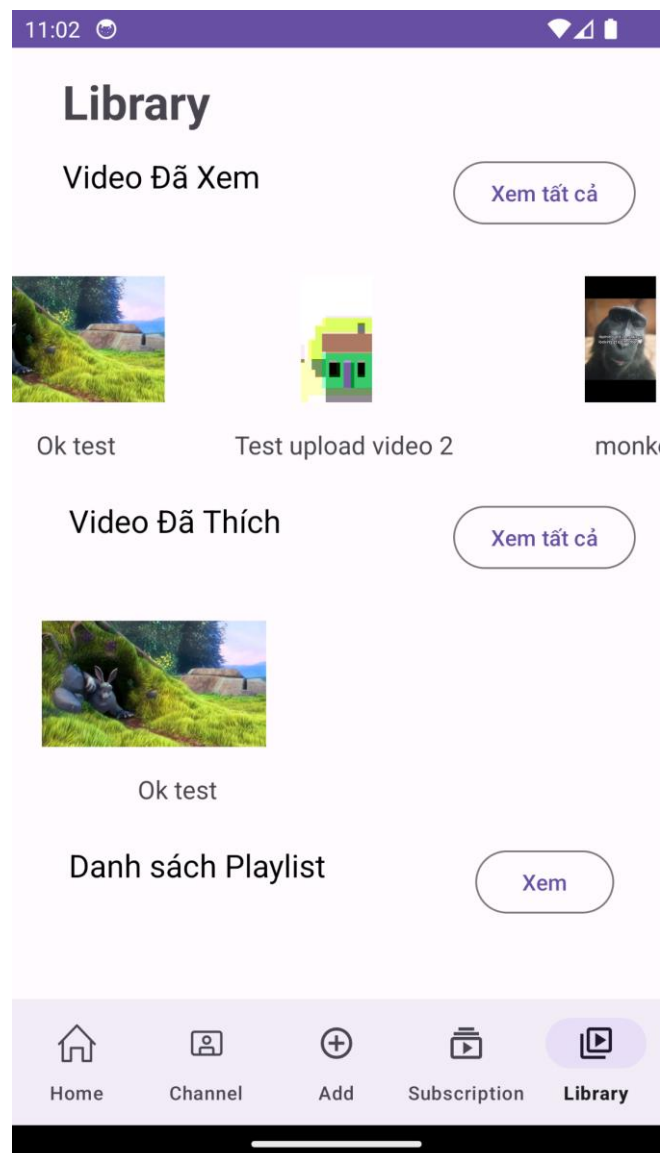 11:02
Library
Video Đã Xem
Xem tất cả
Ok test
Test upload video 2
monk
Video Đã Thích
Xem tất cả
Ok test
Danh sách Playlist
Xem
Home
Channel
Add
Subscription
Library